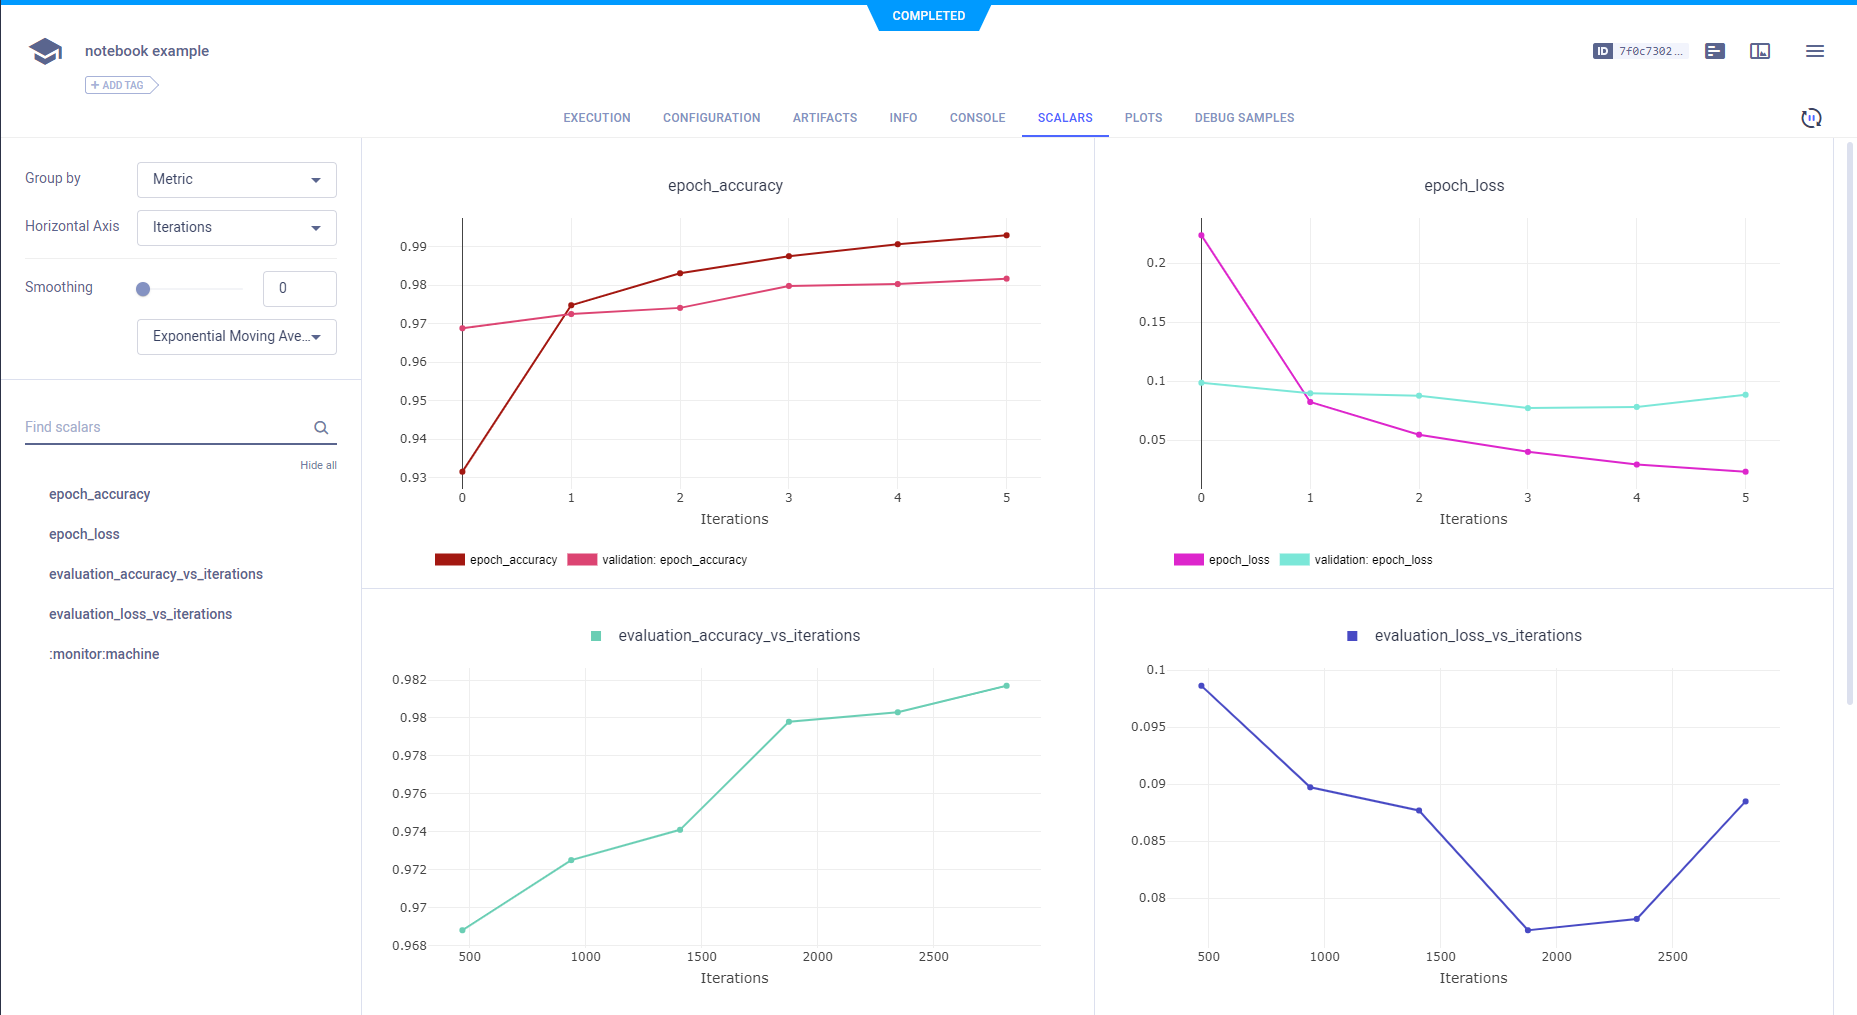 COMPLETED
notebook example
ID 7f0c7302...
+ ADD TAG
EXECUTION CONFIGURATION ARTIFACTS INFO CONSOLE SCALARS PLOTS DEBUG SAMPLES
Group by Metric
Horizontal Axis Iterations
Smoothing 0
Exponential Moving Ave...
Find scalars
Hide all
epoch_accuracy
epoch_loss
evaluation_accuracy_vs_iterations
evaluation_loss_vs_iterations
:monitor:machine
epoch_accuracy
0.99
0.98
0.97
0.96
0.95
0.94
0.93
0 1 2 3 4 5
Iterations
epoch_accuracy validation: epoch_accuracy
epoch_loss
0.2
0.15
0.1
0.05
0 1 2 3 4 5
Iterations
epoch_loss validation: epoch_loss
evaluation_accuracy_vs_iterations
0.982
0.98
0.978
0.976
0.974
0.972
0.97
0.968
500 1000 1500 2000 2500
Iterations
evaluation_loss_vs_iterations
0.1
0.095
0.09
0.085
0.08
500 1000 1500 2000 2500
Iterations